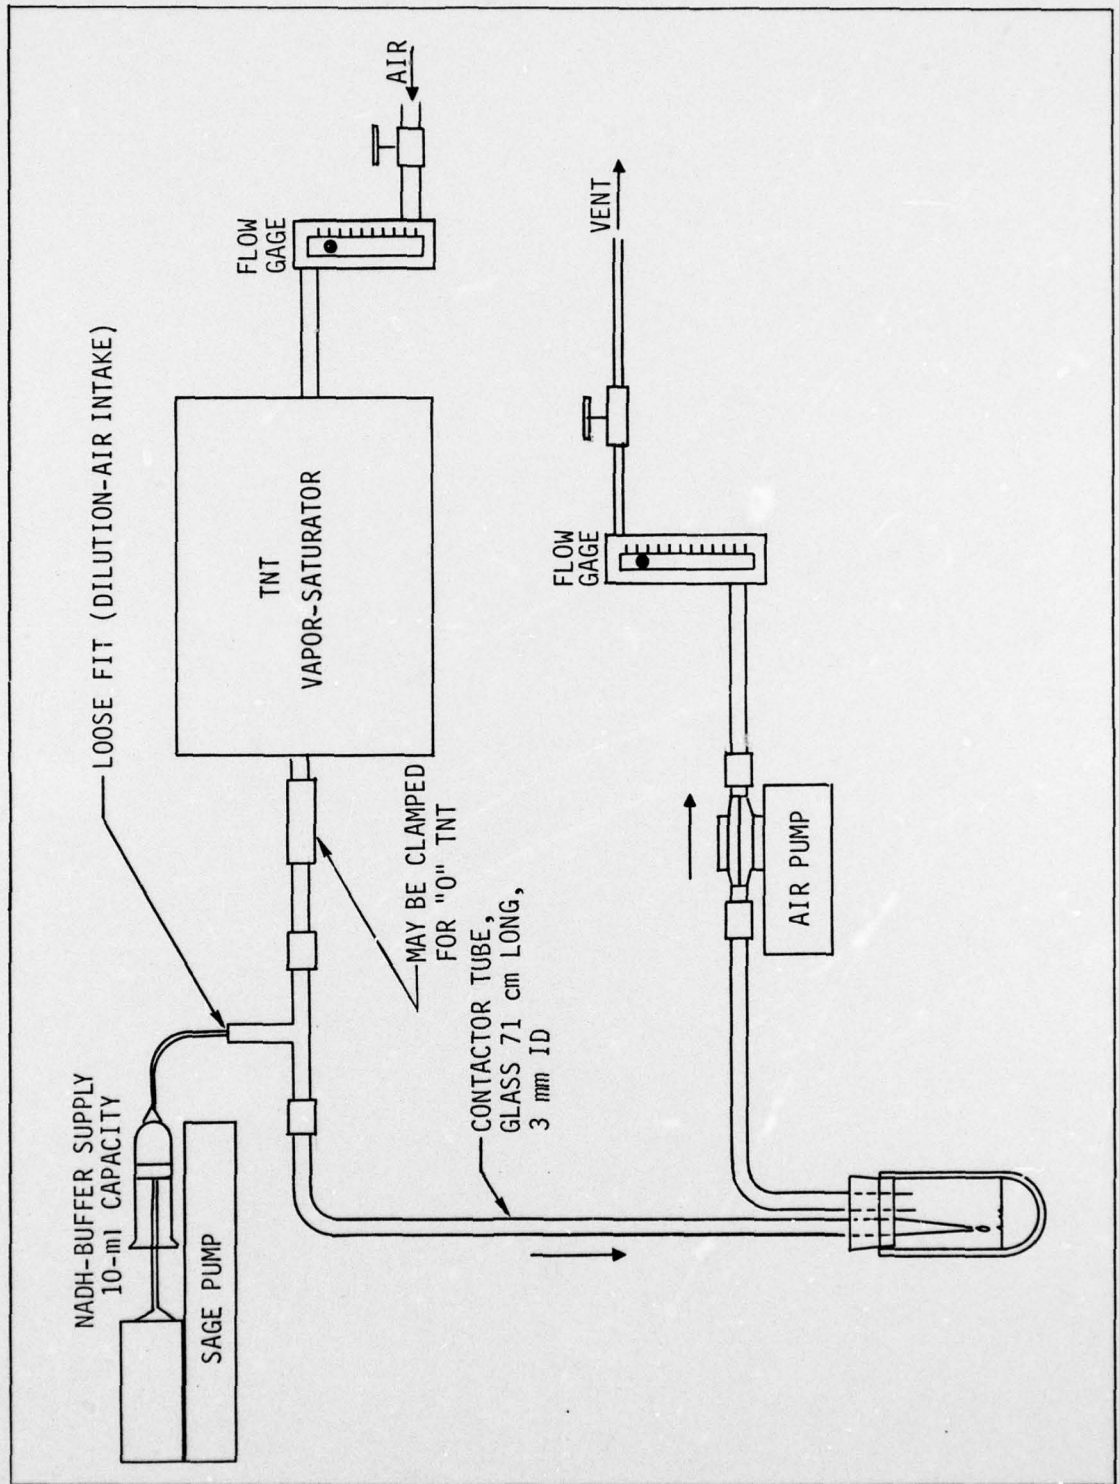 NADH-BUFFER SUPPLY
10-ml CAPACITY
SAGE PUMP
LOOSE FIT (DILUTION-AIR INTAKE)
TNT
VAPOR-SATURATOR
FLOW
GAGE
AIR
MAY BE CLAMPED
FOR "0" TNT
CONTACTOR TUBE,
GLASS 71 cm LONG,
3 mm ID
AIR PUMP
FLOW
GAGE
VENT